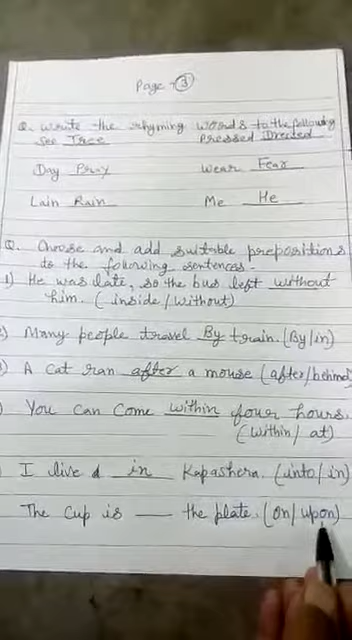 Page - 3
Q. Write the rhyming words to the following
See Tree Pressed Directed
Day Pray Wear Fear
Lain Rain Me He
Q. Choose and add suitable prepositions
to the following sentences -
1) He was late, so the bus left without
him. (inside/without)
) Many people travel By train. (By/in)
) A cat ran after a mouse (after/behind)
) You can come within four hours.
(within/at)
I live in Kapashera. (into/in)
The cup is __ the plate. (on/upon)